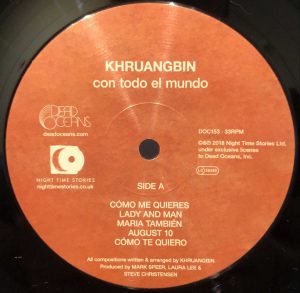 KHRUANGBIN
con todo el mundo
DEAD
OCEANS
deadoceans.com
DOC153 · 33RPM
NIGHT TIME STORIES
nighttimestories.co.uk
℗&© 2018 Night Time Stories Ltd,
under exclusive license
to Dead Oceans, Inc.
SIDE A
CÓMO ME QUIERES
LADY AND MAN
MARIA TAMBIÉN
AUGUST 10
CÓMO TE QUIERO
All compositions written & arranged by KHRUANGBIN.
Produced by MARK SPEER, LAURA LEE &
STEVE CHRISTENSEN